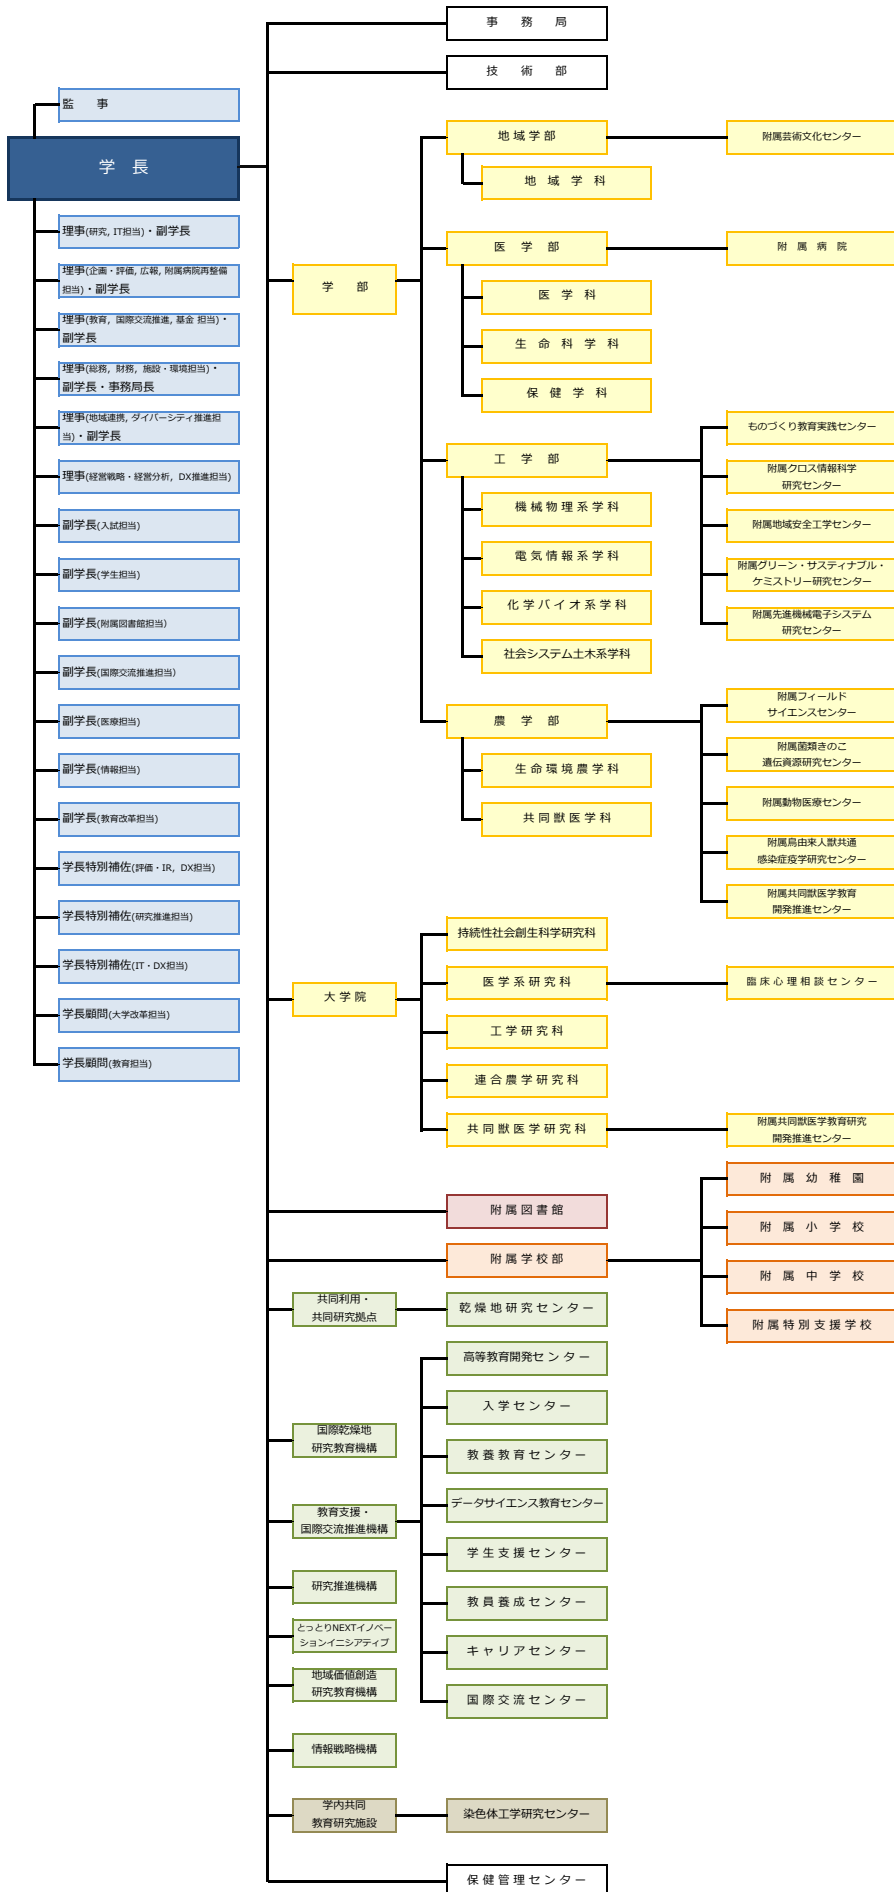 事務局
技術部
監事
学長
理事(研究, IT担当)・副学長
理事(企画・評価, 広報, 附属病院再整備
担当)・副学長
理事(教育, 国際交流推進, 基金 担当)・
副学長
理事(総務, 財務, 施設・環境担当)・
副学長・事務局長
理事(地域連携, ダイバーシティ推進担
当)・副学長
理事(経営戦略・経営分析, DX推進担当)
副学長(入試担当)
副学長(学生担当)
副学長(附属図書館担当)
副学長(国際交流推進担当)
副学長(医療担当)
副学長(情報担当)
副学長(教育改革担当)
学長特別補佐(評価・IR, DX担当)
学長特別補佐(研究推進担当)
学長特別補佐(IT・DX担当)
学長顧問(大学改革担当)
学長顧問(教育担当)
学部
地域学部
附属芸術文化センター
地域学科
医学部
附属病院
医学科
生命科学科
保健学科
工学部
機械物理系学科
電気情報系学科
化学バイオ系学科
社会システム土木系学科
ものづくり教育実践センター
附属クロス情報科学
研究センター
附属地域安全工学センター
附属グリーン・サスティナブル・
ケミストリー研究センター
附属先進機械電子システム
研究センター
農学部
生命環境農学科
共同獣医学科
附属フィールド
サイエンスセンター
附属菌類きのこ
遺伝資源研究センター
附属動物医療センター
附属鳥由来人獣共通
感染症疫学研究センター
附属共同獣医学教育
開発推進センター
大学院
持続性社会創生科学研究科
医学系研究科
臨床心理相談センター
工学研究科
連合農学研究科
共同獣医学研究科
附属共同獣医学教育研究
開発推進センター
附属図書館
附属学校部
附属幼稚園
附属小学校
附属中学校
附属特別支援学校
共同利用・
共同研究拠点
乾燥地研究センター
国際乾燥地
研究教育機構
教育支援・
国際交流推進機構
高等教育開発センター
入学センター
教養教育センター
データサイエンス教育センター
学生支援センター
教員養成センター
キャリアセンター
国際交流センター
研究推進機構
とっとりNEXTイノベー
ションイニシアティブ
地域価値創造
研究教育機構
情報戦略機構
学内共同
教育研究施設
染色体工学研究センター
保健管理センター